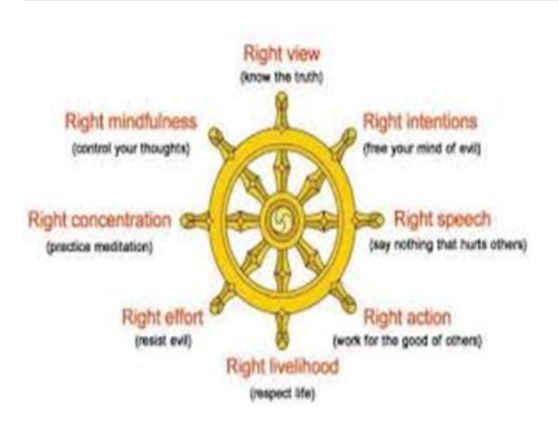 Right view
(know the truth)
Right mindfulness
(control your thoughts)
Right intentions
(free your mind of evil)
Right concentration
(practice meditation)
Right speech
(say nothing that hurts others)
Right effort
(resist evil)
Right action
(work for the good of others)
Right livelihood
(respect life)